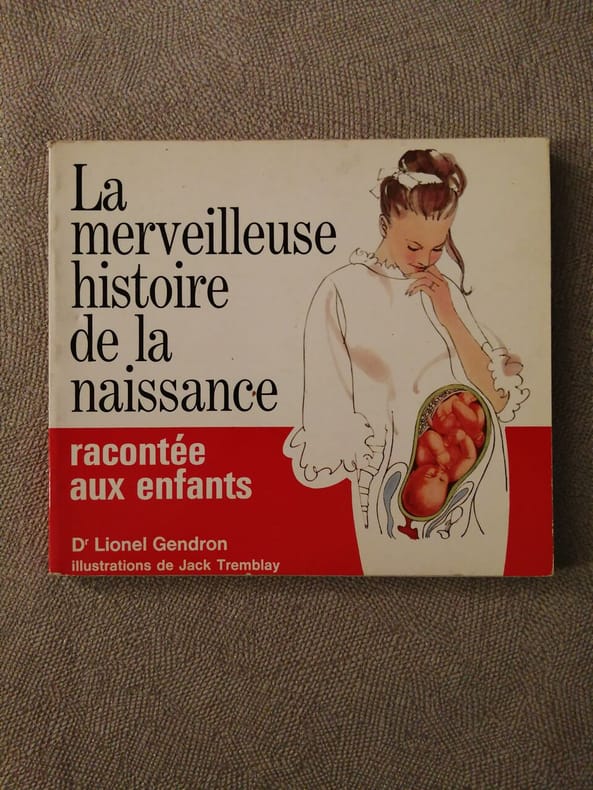 La
merveilleuse
histoire
de la
naissance
racontée
aux enfants
Dr Lionel Gendron
illustrations de Jack Tremblay